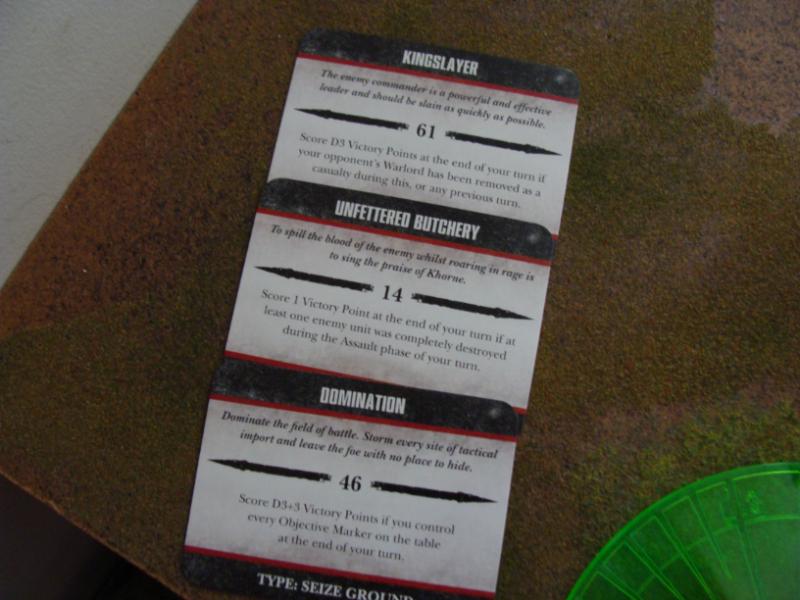 KINGSLAYER
The enemy commander is a powerful and effective
leader and should be slain as quickly as possible.
61
Score D3 Victory Points at the end of your turn if
your opponent's Warlord has been removed as a
casualty during this, or any previous turn.
UNFETTERED BUTCHERY
To spill the blood of the enemy whilst roaring in rage is
to sing the praise of Khorne.
14
Score 1 Victory Point at the end of your turn if at
least one enemy unit was completely destroyed
during the Assault phase of your turn.
DOMINATION
Dominate the field of battle. Storm every site of tactical
import and leave the foe with no place to hide.
46
Score D3+3 Victory Points if you control
every Objective Marker on the table
at the end of your turn.
TYPE: SEIZE GROUND